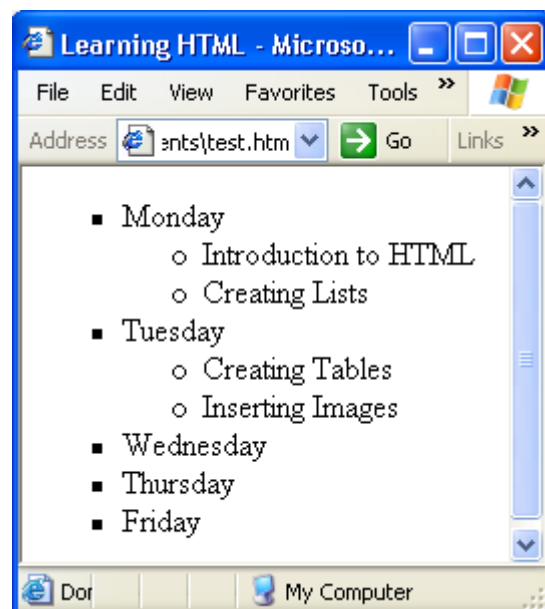 Learning HTML - Microso...
File Edit View Favorites Tools »
Address ents\test.htm Go Links »
▪ Monday
o Introduction to HTML
o Creating Lists
▪ Tuesday
o Creating Tables
o Inserting Images
▪ Wednesday
▪ Thursday
▪ Friday
Dor My Computer